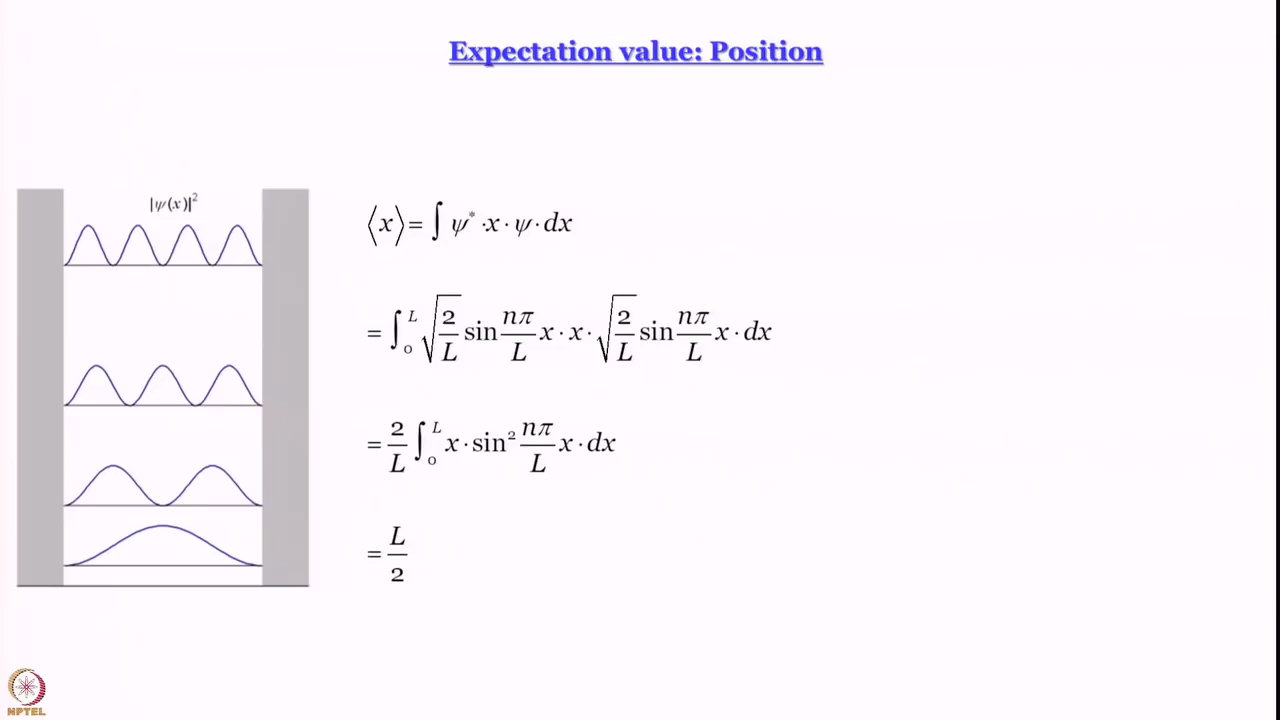 Expectation value: Position
|ψ(x)|²
⟨x⟩ = ∫ ψ* · x · ψ · dx
= ∫₀ᴸ √(2/L) sin (nπ/L) x · x · √(2/L) sin (nπ/L) x · dx
= (2/L) ∫₀ᴸ x · sin² (nπ/L) x · dx
= L/2
NPTEL